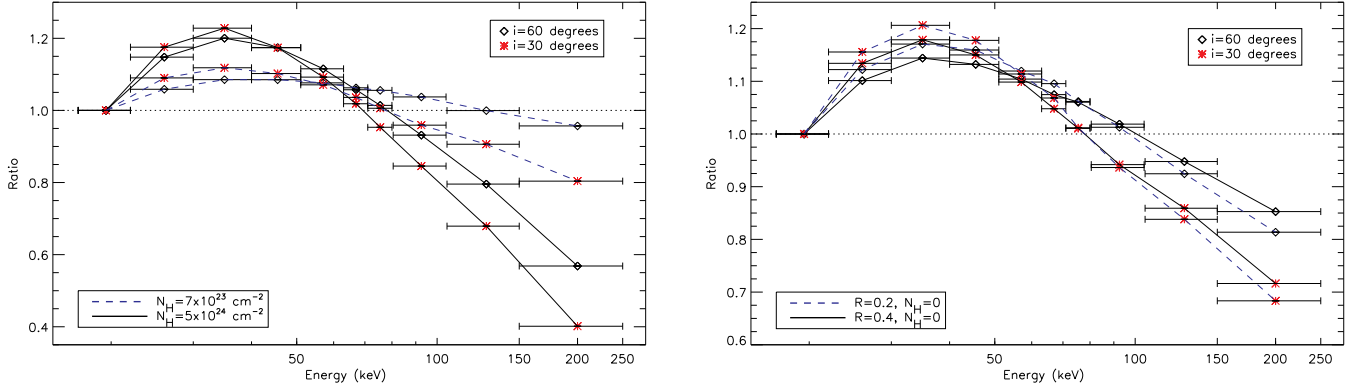 i=60 degrees
i=30 degrees
1.2
1.0
0.8
0.6
0.4
Ratio
N_H=7x10^23 cm^-2
N_H=5x10^24 cm^-2
50
100
150
200
250
Energy (keV)
i=60 degrees
i=30 degrees
1.2
1.1
1.0
0.9
0.8
0.7
0.6
Ratio
R=0.2, N_H=0
R=0.4, N_H=0
50
100
150
200
250
Energy (keV)